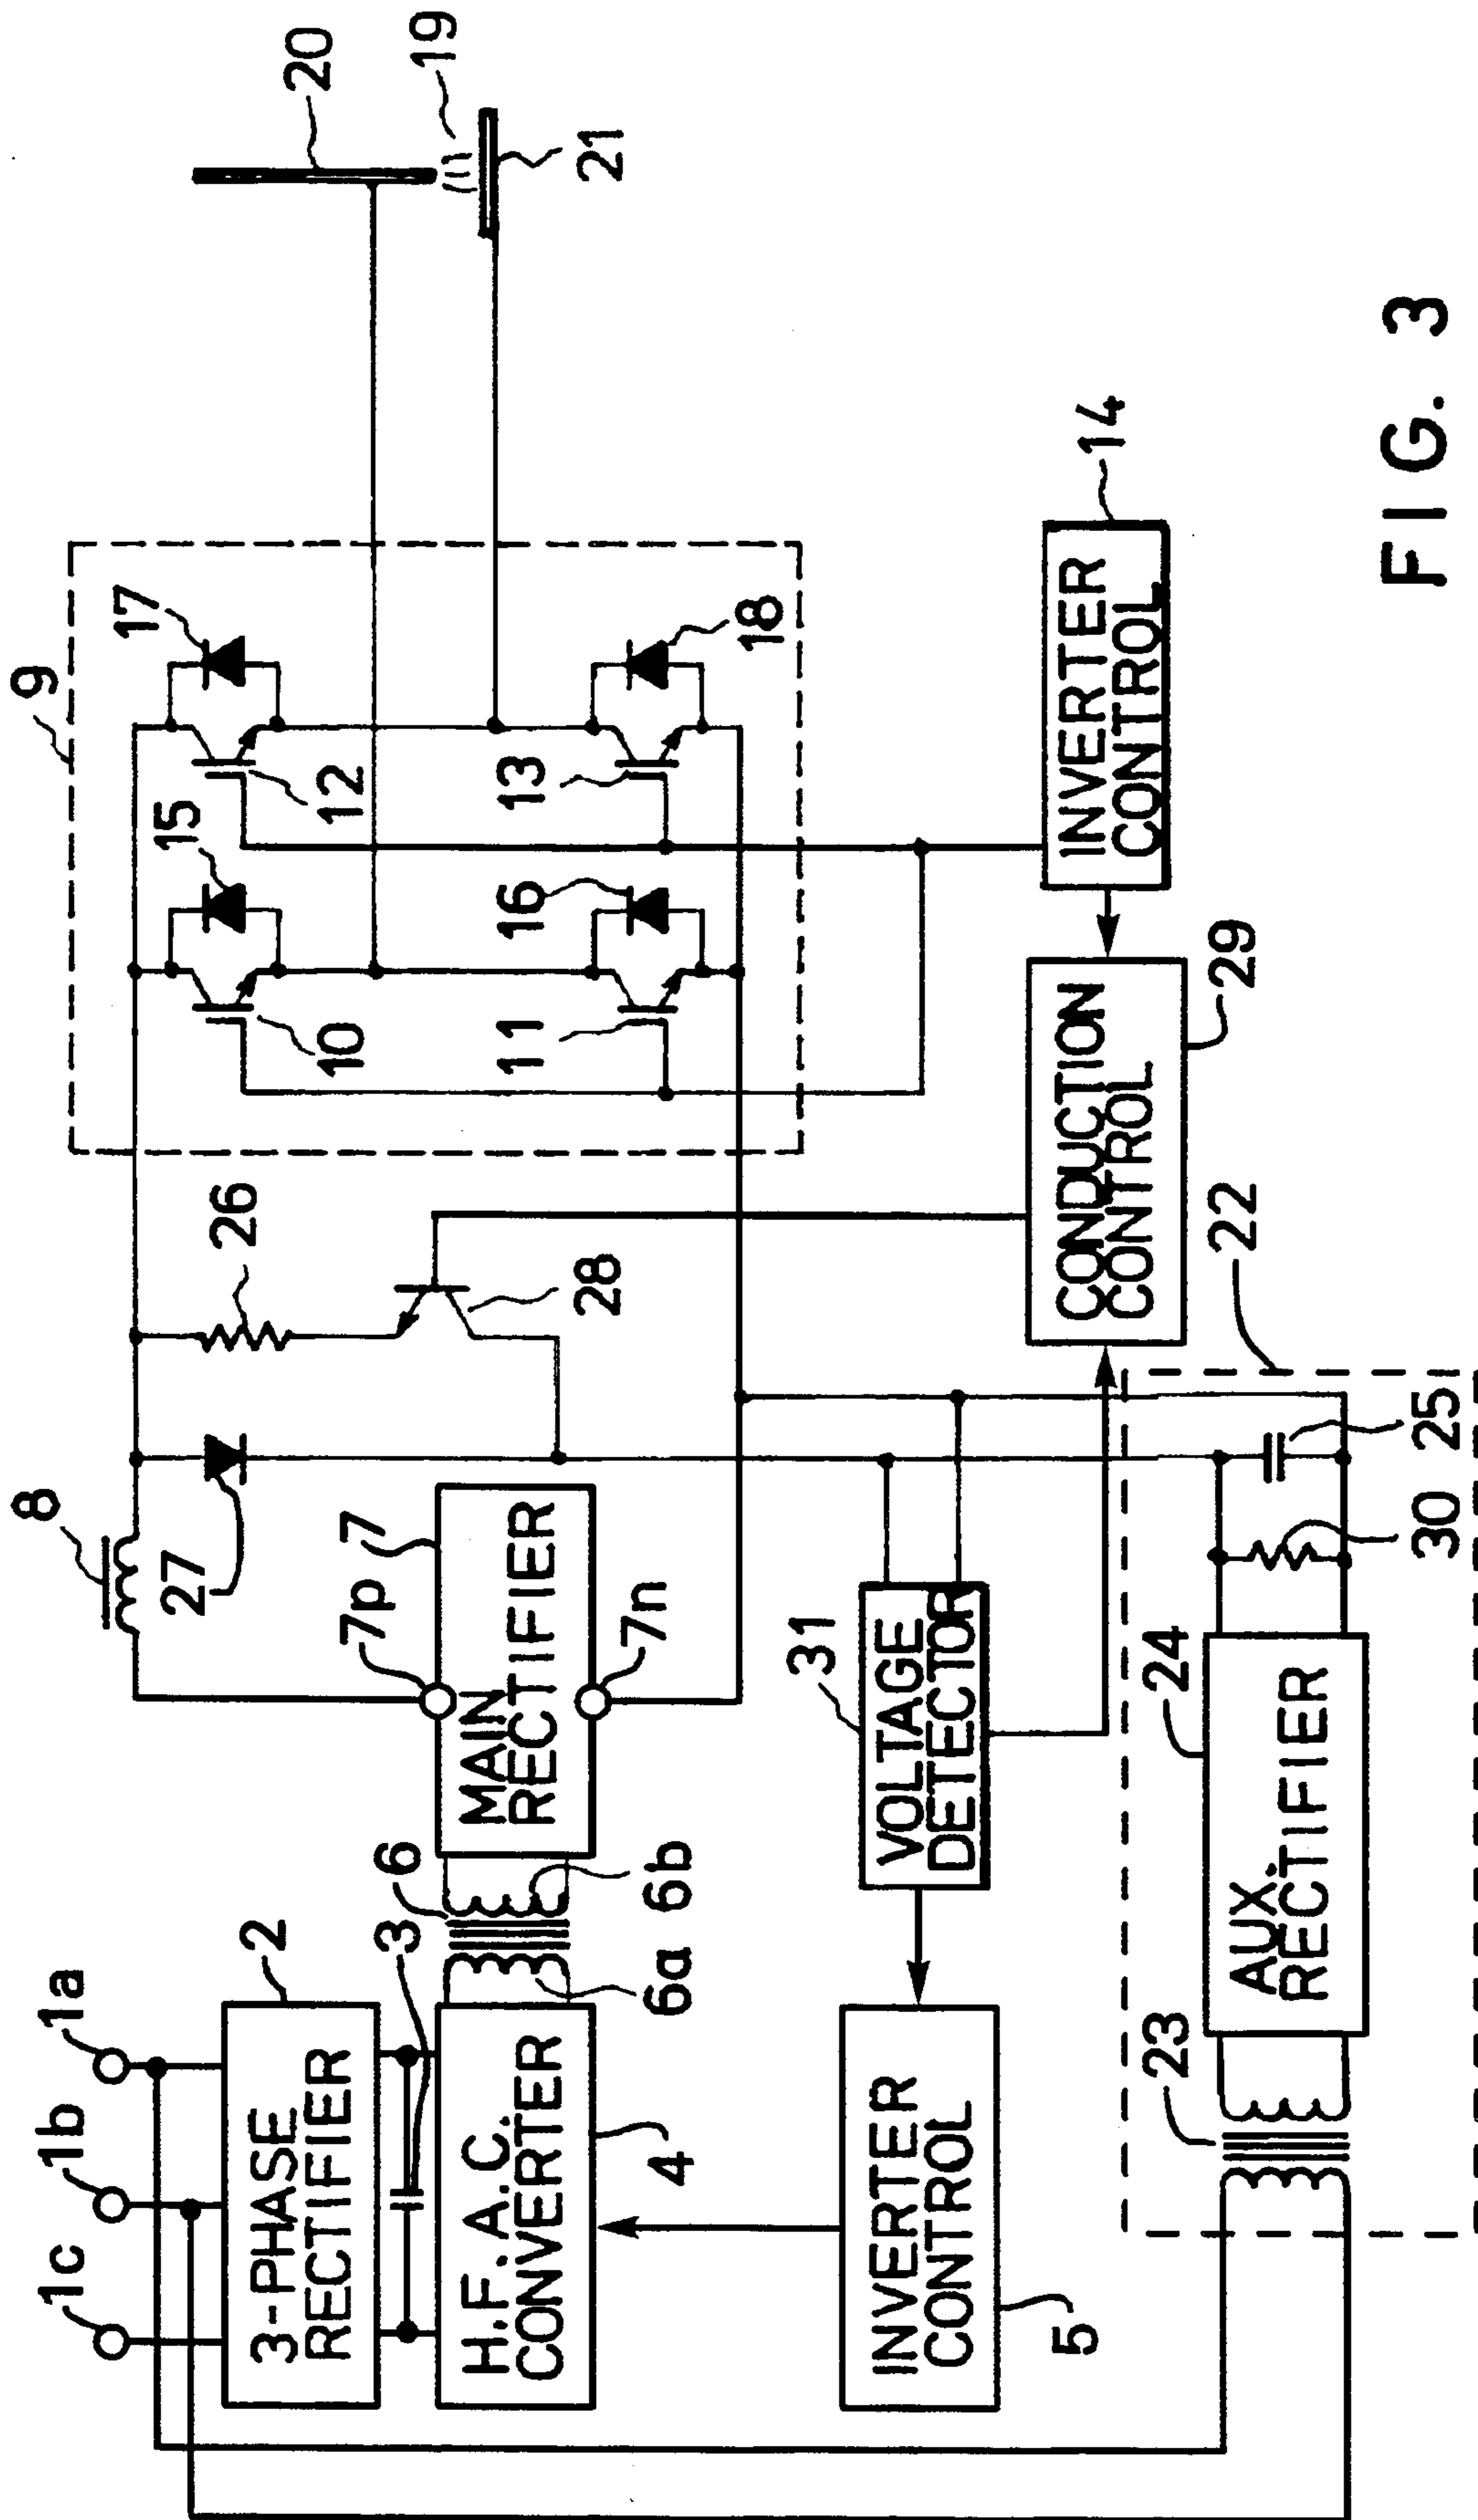 1c
1b
1a
2
3-PHASE
RECTIFIER
3
H.F.A.C.
CONVERTER
4
6
6a
6b
INVERTER
CONTROL
5
8
27
7p
7
MAIN
RECTIFIER
7n
26
28
31
VOLTAGE
DETECTOR
9
15
17
10
12
16
18
11
13
20
19
21
INVERTER
CONTROL
14
CONDUCTION
CONTROL
29
22
23
24
AUX.
RECTIFIER
30
25
FIG. 3